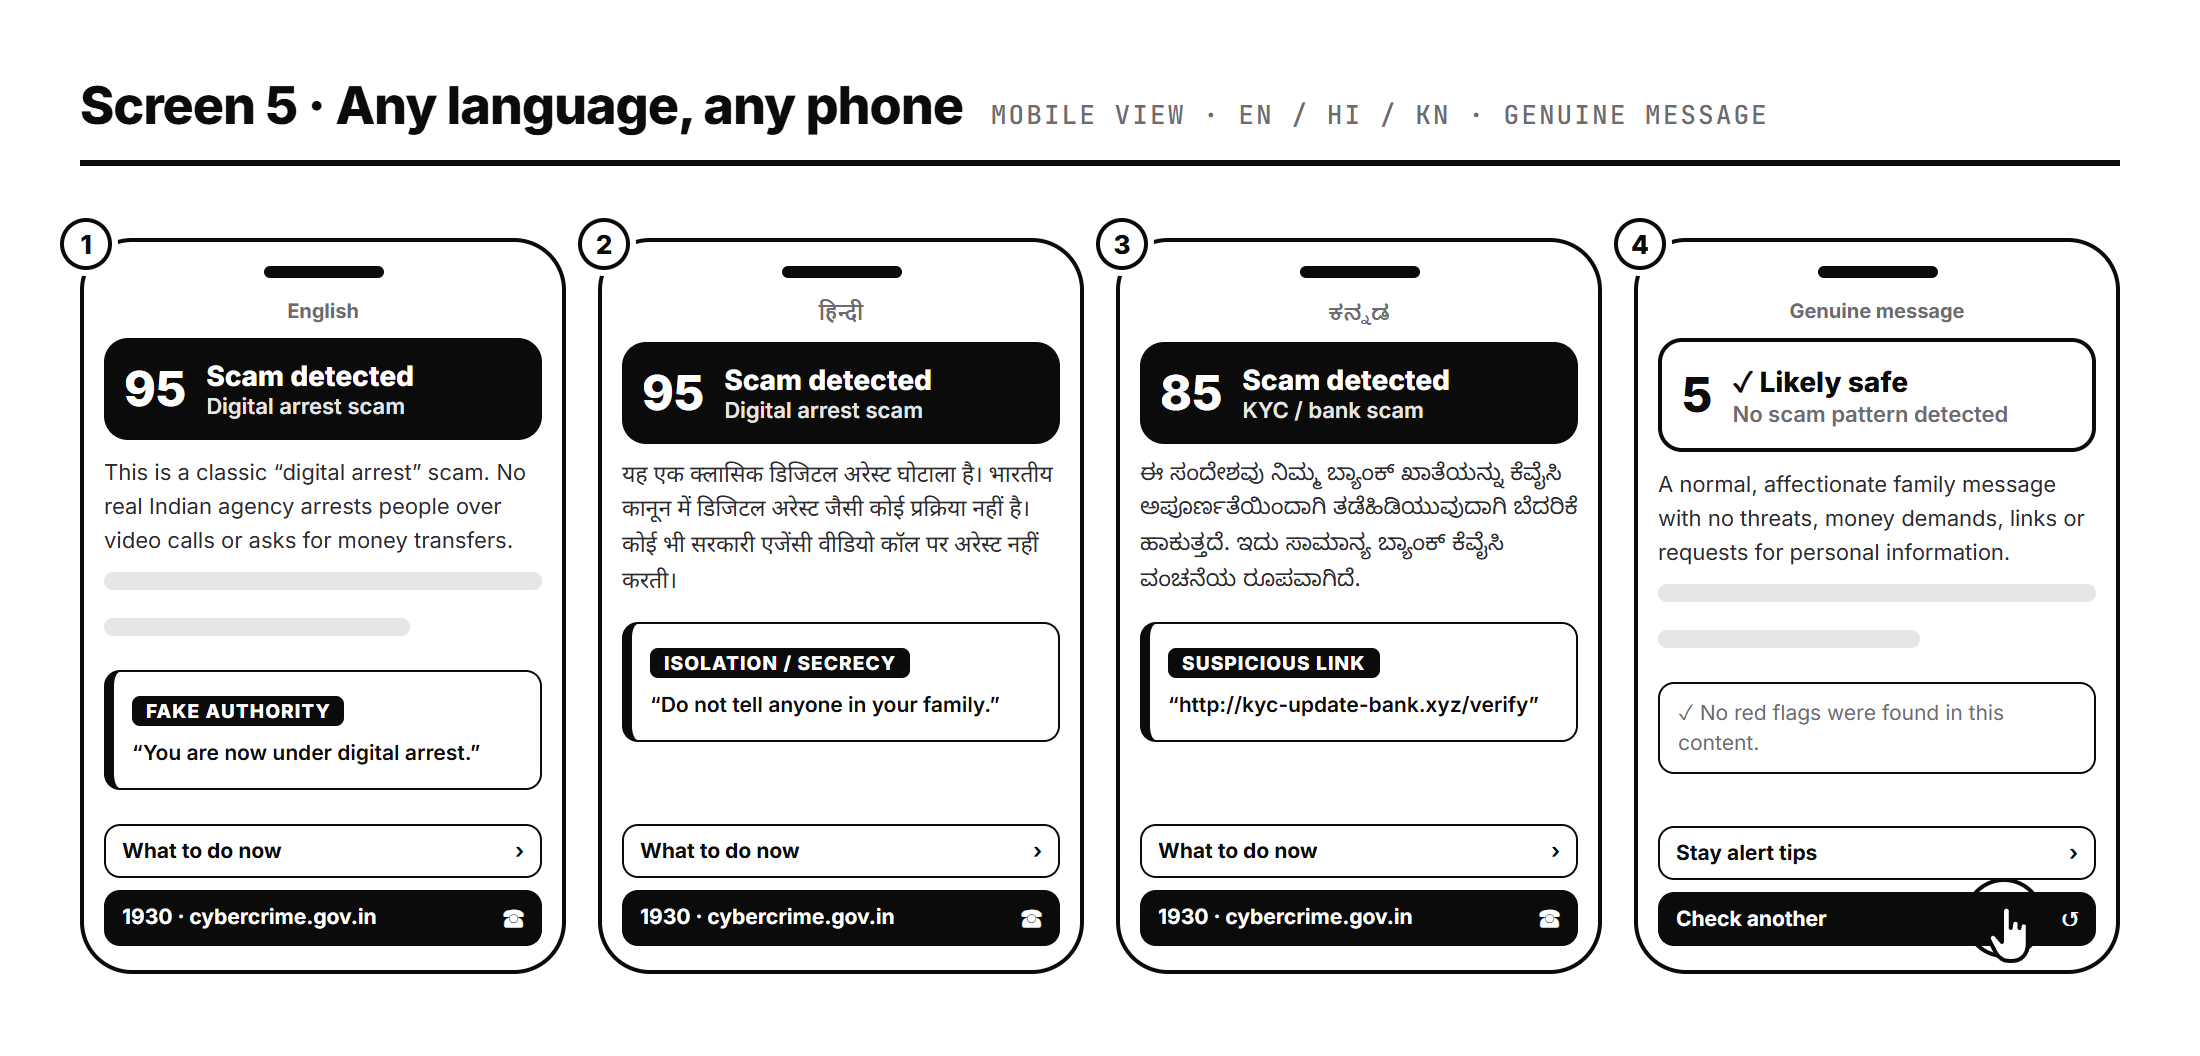 Screen 5 · Any language, any phone MOBILE VIEW · EN / HI / KN · GENUINE MESSAGE
1
English
95
Scam detected
Digital arrest scam
This is a classic “digital arrest” scam. No
real Indian agency arrests people over
video calls or asks for money transfers.
FAKE AUTHORITY
“You are now under digital arrest.”
What to do now ›
1930 · cybercrime.gov.in ☎
2
हिन्दी
95
Scam detected
Digital arrest scam
यह एक क्लासिक डिजिटल अरेस्ट घोटाला है। भारतीय
कानून में डिजिटल अरेस्ट जैसी कोई प्रक्रिया नहीं है।
कोई भी सरकारी एजेंसी वीडियो कॉल पर अरेस्ट नहीं
करती।
ISOLATION / SECRECY
“Do not tell anyone in your family.”
What to do now ›
1930 · cybercrime.gov.in ☎
3
ಕನ್ನಡ
85
Scam detected
KYC / bank scam
ಈ ಸಂದೇಶವು ನಿಮ್ಮ ಬ್ಯಾಂಕ್ ಖಾತೆಯನ್ನು ಕೆವೈಸಿ
ಅಪೂರ್ಣತೆಯಿಂದಾಗಿ ತಡೆಹಿಡಿಯುವುದಾಗಿ ಬೆದರಿಕೆ
ಹಾಕುತ್ತದೆ. ಇದು ಸಾಮಾನ್ಯ ಬ್ಯಾಂಕ್ ಕೆವೈಸಿ
ವಂಚನೆಯ ರೂಪವಾಗಿದೆ.
SUSPICIOUS LINK
“http://kyc-update-bank.xyz/verify”
What to do now ›
1930 · cybercrime.gov.in ☎
4
Genuine message
5
✓ Likely safe
No scam pattern detected
A normal, affectionate family message
with no threats, money demands, links or
requests for personal information.
✓ No red flags were found in this
content.
Stay alert tips ›
Check another ↺